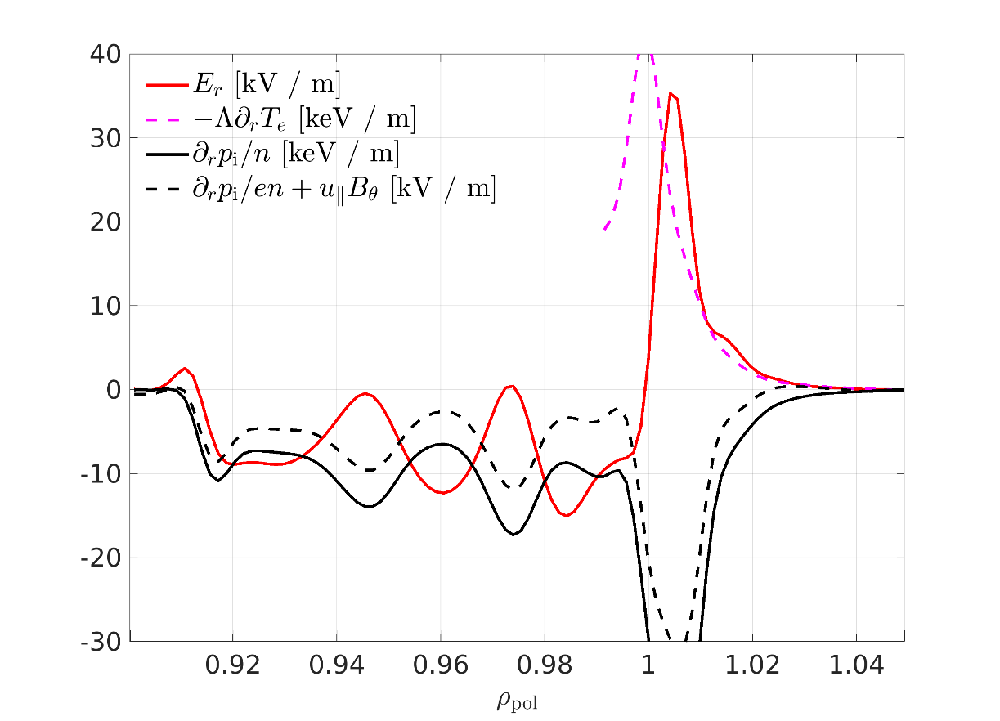 40
30
20
10
0
-10
-20
-30
E_r [kV / m]
−Λ∂_rT_e [keV / m]
∂_rp_i/n [keV / m]
∂_rp_i/en + u_∥B_θ [kV / m]
0.92 0.94 0.96 0.98 1 1.02 1.04
ρ_pol